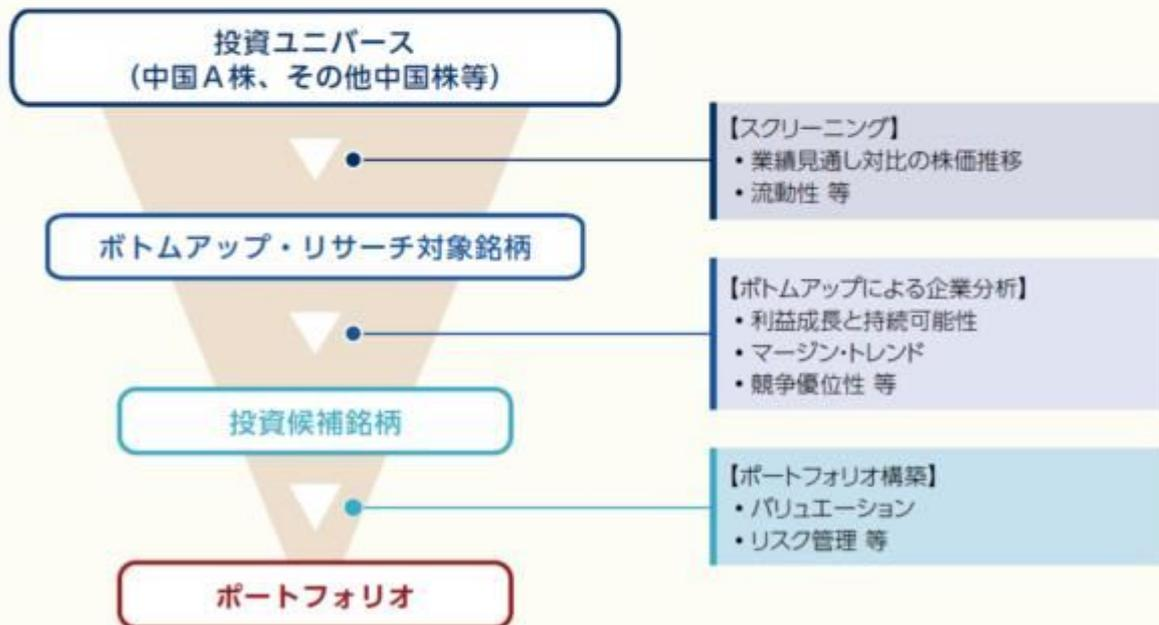 投資ユニバース
（中国Ａ株、その他中国株等）
【スクリーニング】
• 業績見通し対比の株価推移
• 流動性 等
ボトムアップ・リサーチ対象銘柄
【ボトムアップによる企業分析】
• 利益成長と持続可能性
• マージン・トレンド
• 競争優位性 等
投資候補銘柄
【ポートフォリオ構築】
• バリュエーション
• リスク管理 等
ポートフォリオ